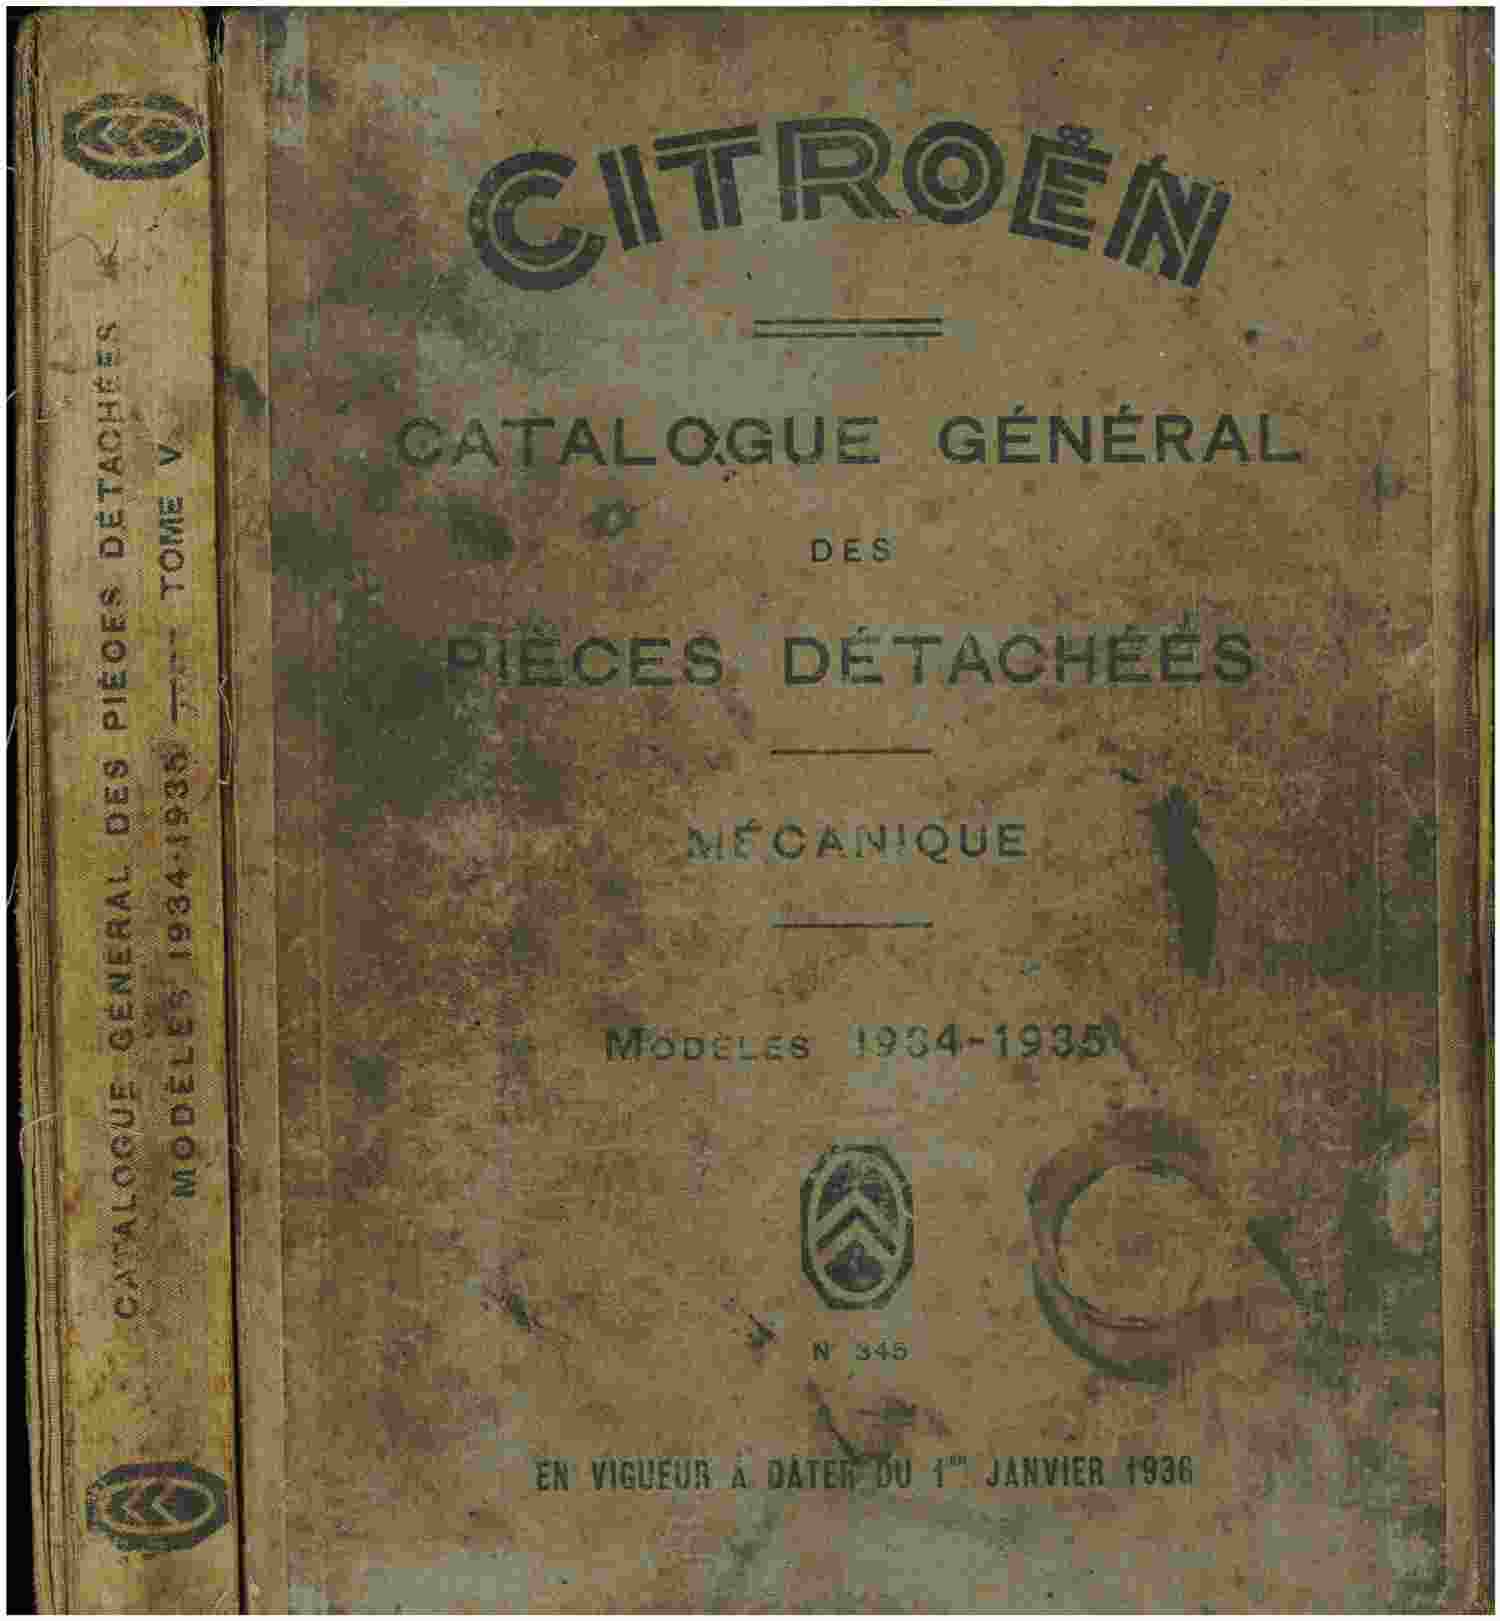 CATALOGUE GÉNÉRAL DES PIÈCES DÉTACHÉES
MODÈLES 1934-1935 — TOME V
CITROËN
CATALOGUE GÉNÉRAL
DES
PIÈCES DÉTACHÉES
MÉCANIQUE
MODÈLES 1934-1935
N 345
EN VIGUEUR A DATER DU 1er JANVIER 1936